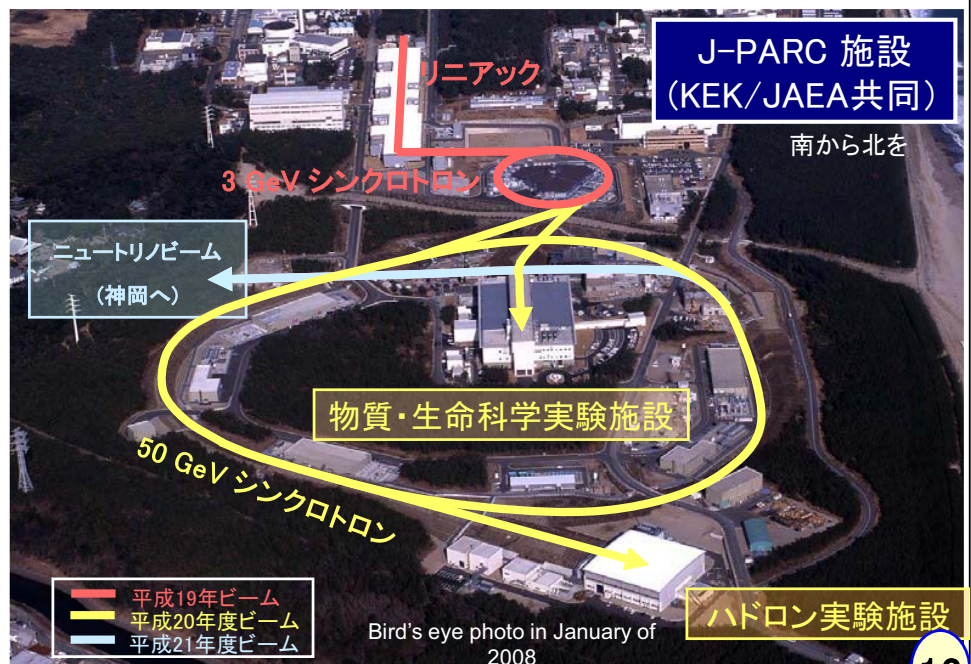 J-PARC 施設
(KEK/JAEA共同)
南から北を
リニアック
3 GeV シンクロトロン
ニュートリノビーム
(神岡へ)
物質・生命科学実験施設
50 GeV シンクロトロン
ハドロン実験施設
平成19年ビーム
平成20年度ビーム
平成21年度ビーム
Bird's eye photo in January of
2008